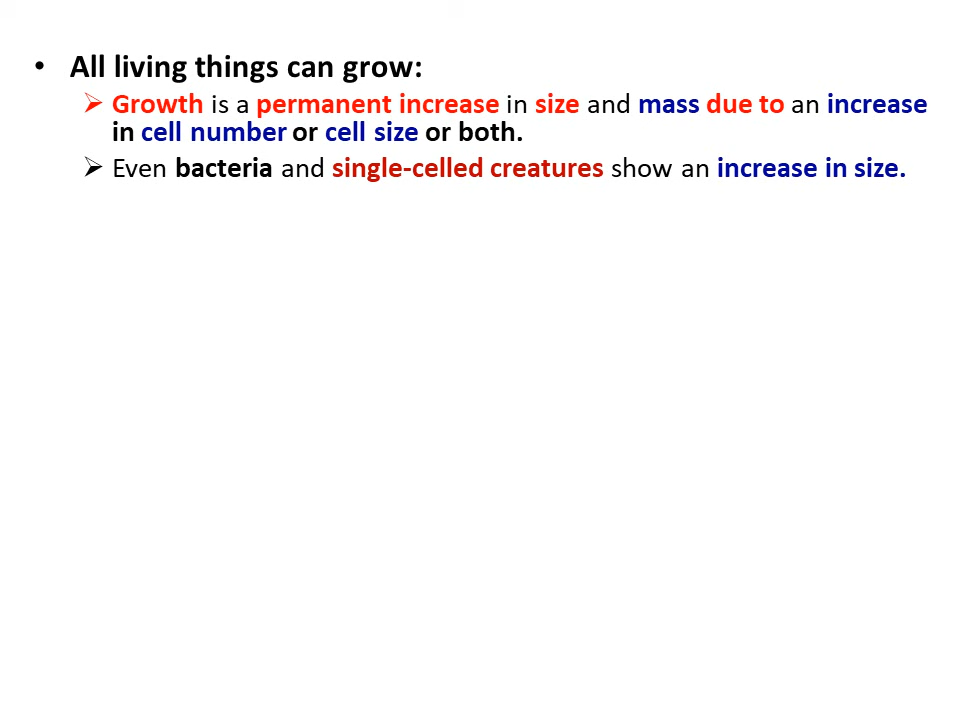 • All living things can grow:
➢ Growth is a permanent increase in size and mass due to an increase
in cell number or cell size or both.
➢ Even bacteria and single-celled creatures show an increase in size.